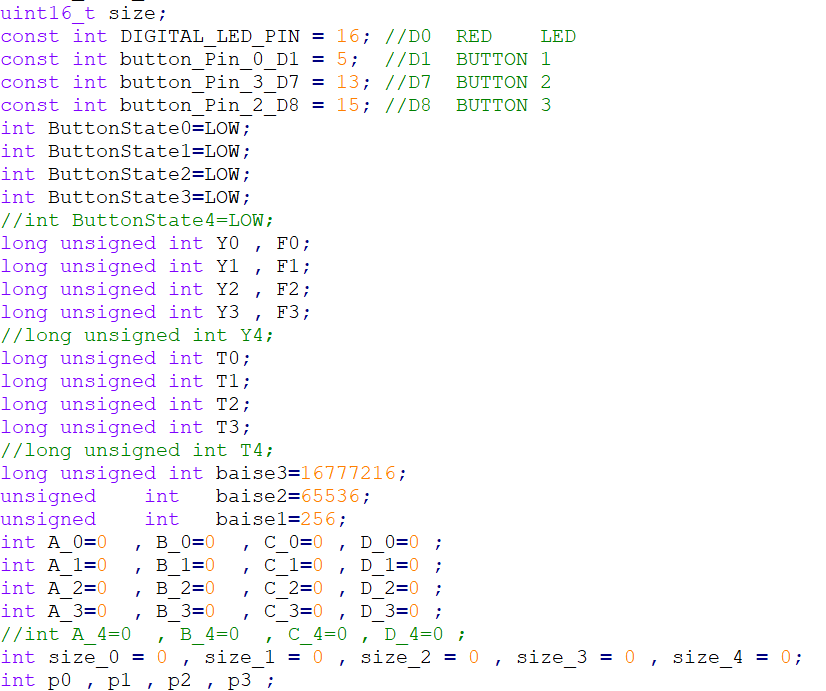 uint16_t size;
const int DIGITAL_LED_PIN = 16; //D0  RED    LED
const int button_Pin_0_D1 = 5;  //D1  BUTTON 1
const int button_Pin_3_D7 = 13; //D7  BUTTON 2
const int button_Pin_2_D8 = 15; //D8  BUTTON 3
int ButtonState0=LOW;
int ButtonState1=LOW;
int ButtonState2=LOW;
int ButtonState3=LOW;
//int ButtonState4=LOW;
long unsigned int Y0 , F0;
long unsigned int Y1 , F1;
long unsigned int Y2 , F2;
long unsigned int Y3 , F3;
//long unsigned int Y4;
long unsigned int T0;
long unsigned int T1;
long unsigned int T2;
long unsigned int T3;
//long unsigned int T4;
long unsigned int baise3=16777216;
unsigned    int   baise2=65536;
unsigned    int   baise1=256;
int A_0=0  , B_0=0  , C_0=0 , D_0=0 ;
int A_1=0  , B_1=0  , C_1=0 , D_1=0 ;
int A_2=0  , B_2=0  , C_2=0 , D_2=0 ;
int A_3=0  , B_3=0  , C_3=0 , D_3=0 ;
//int A_4=0  , B_4=0  , C_4=0 , D_4=0 ;
int size_0 = 0 , size_1 = 0 , size_2 = 0 , size_3 = 0 , size_4 = 0;
int p0 , p1 , p2 , p3 ;